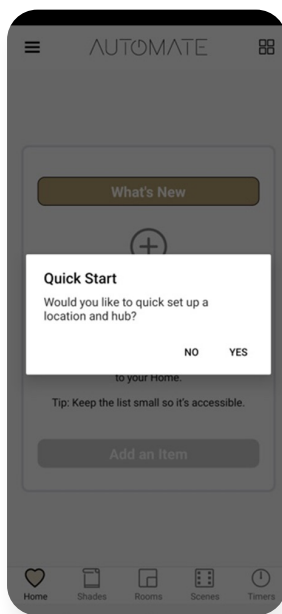 AUTOMATE
What's New
Quick Start
Would you like to quick set up a
location and hub?
NO YES
to your Home.
Tip: Keep the list small so it's accessible.
Add an Item
Home Shades Rooms Scenes Timers